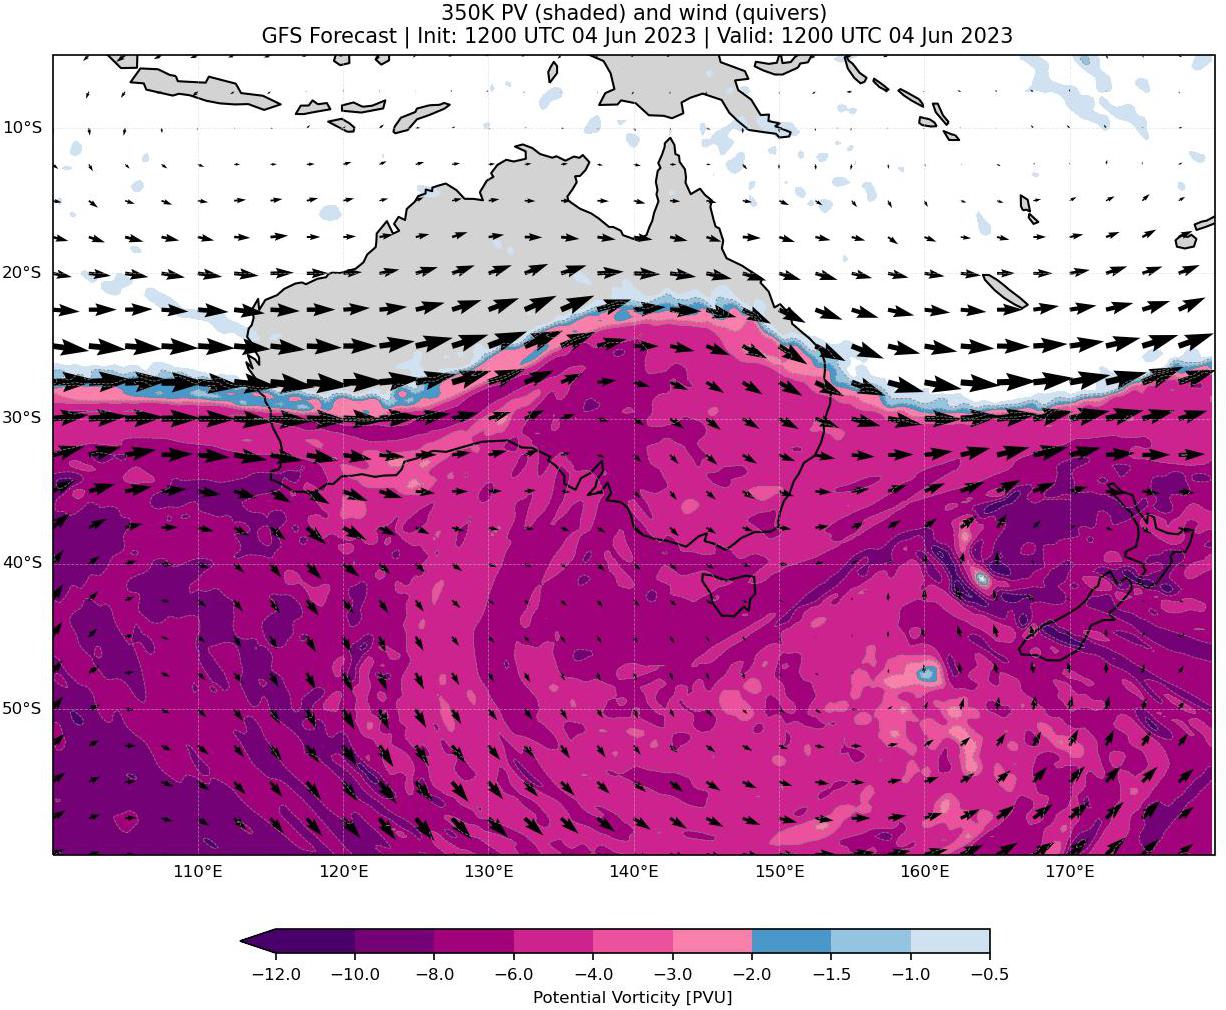 350K PV (shaded) and wind (quivers)
GFS Forecast | Init: 1200 UTC 04 Jun 2023 | Valid: 1200 UTC 04 Jun 2023
10°S
20°S
30°S
40°S
50°S
110°E 120°E 130°E 140°E 150°E 160°E 170°E
−12.0 −10.0 −8.0 −6.0 −4.0 −3.0 −2.0 −1.5 −1.0 −0.5
Potential Vorticity [PVU]